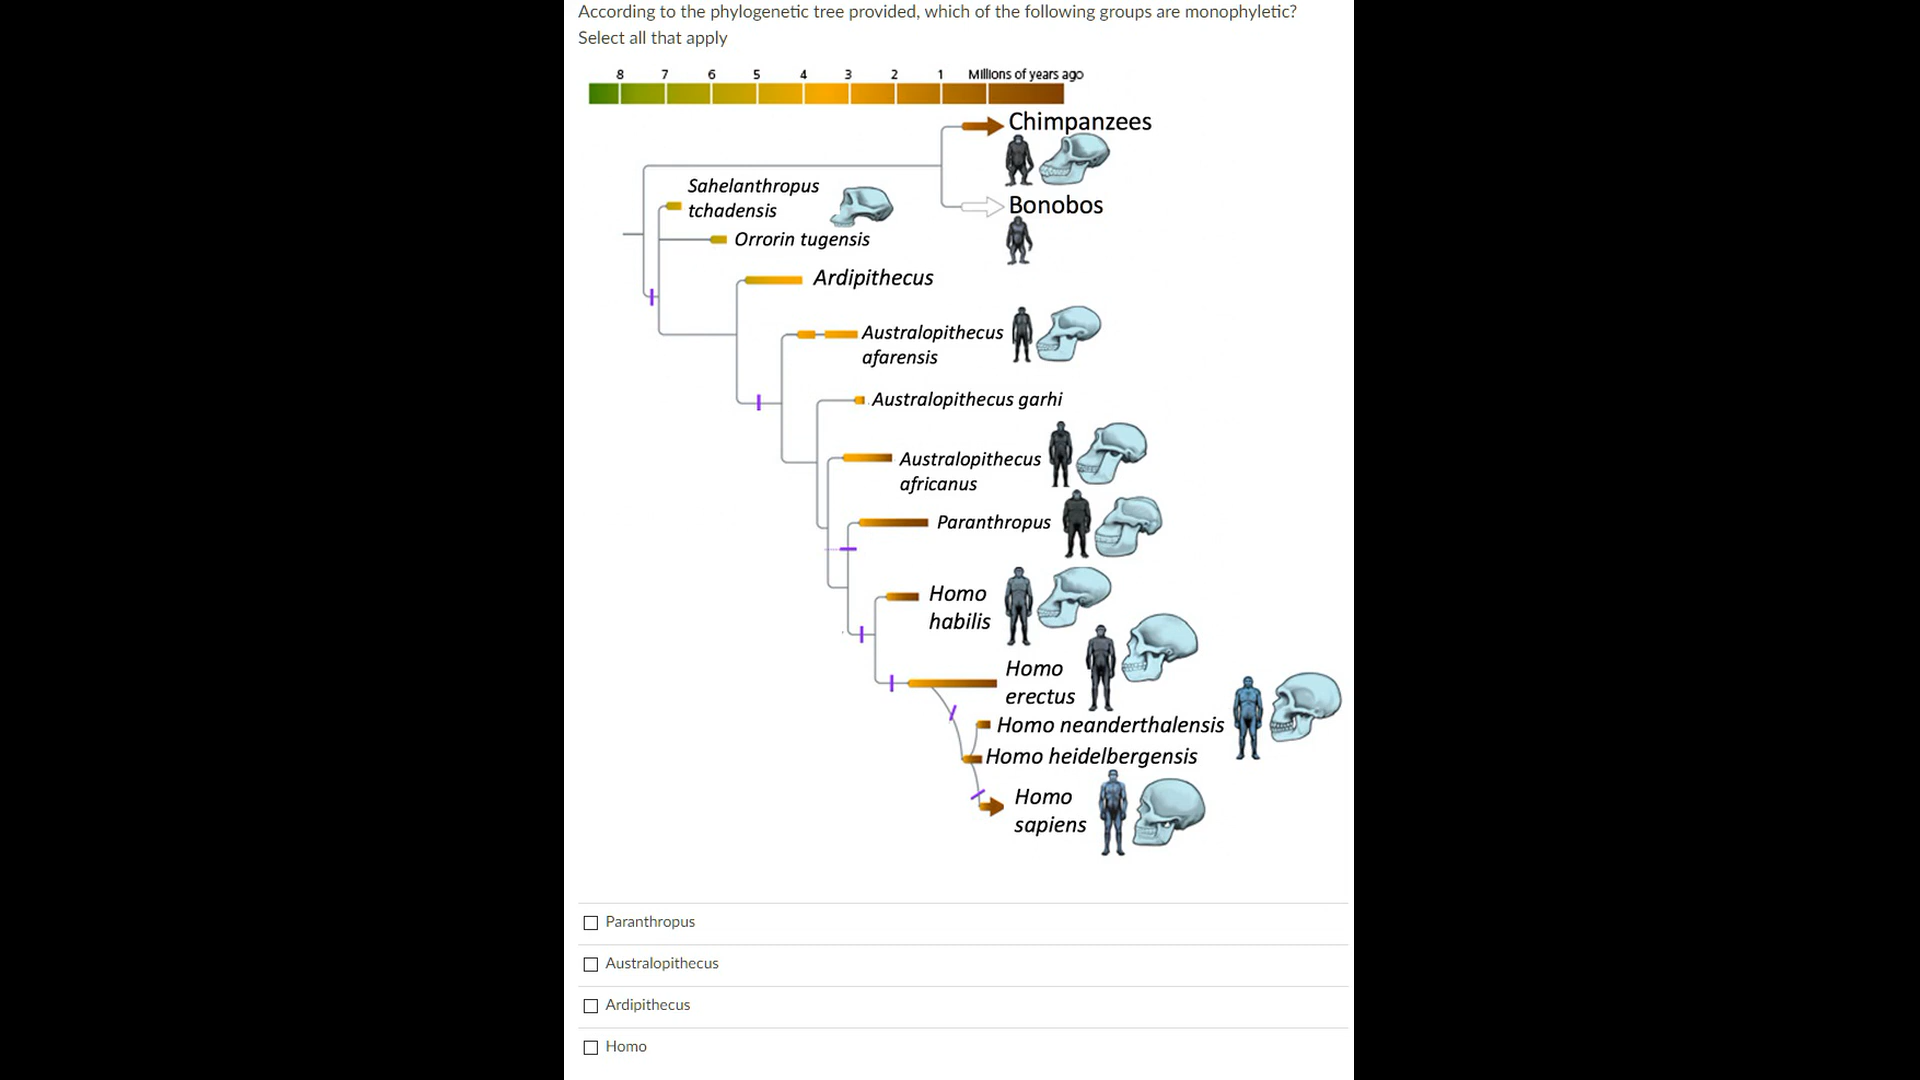 According to the phylogenetic tree provided, which of the following groups are monophyletic?
Select all that apply
8 7 6 5 4 3 2 1 Millions of years ago
Chimpanzees
Sahelanthropus
tchadensis
Bonobos
Orrorin tugensis
Ardipithecus
Australopithecus
afarensis
Australopithecus garhi
Australopithecus
africanus
Paranthropus
Homo
habilis
Homo
erectus
Homo neanderthalensis
Homo heidelbergensis
Homo
sapiens
Paranthropus
Australopithecus
Ardipithecus
Homo